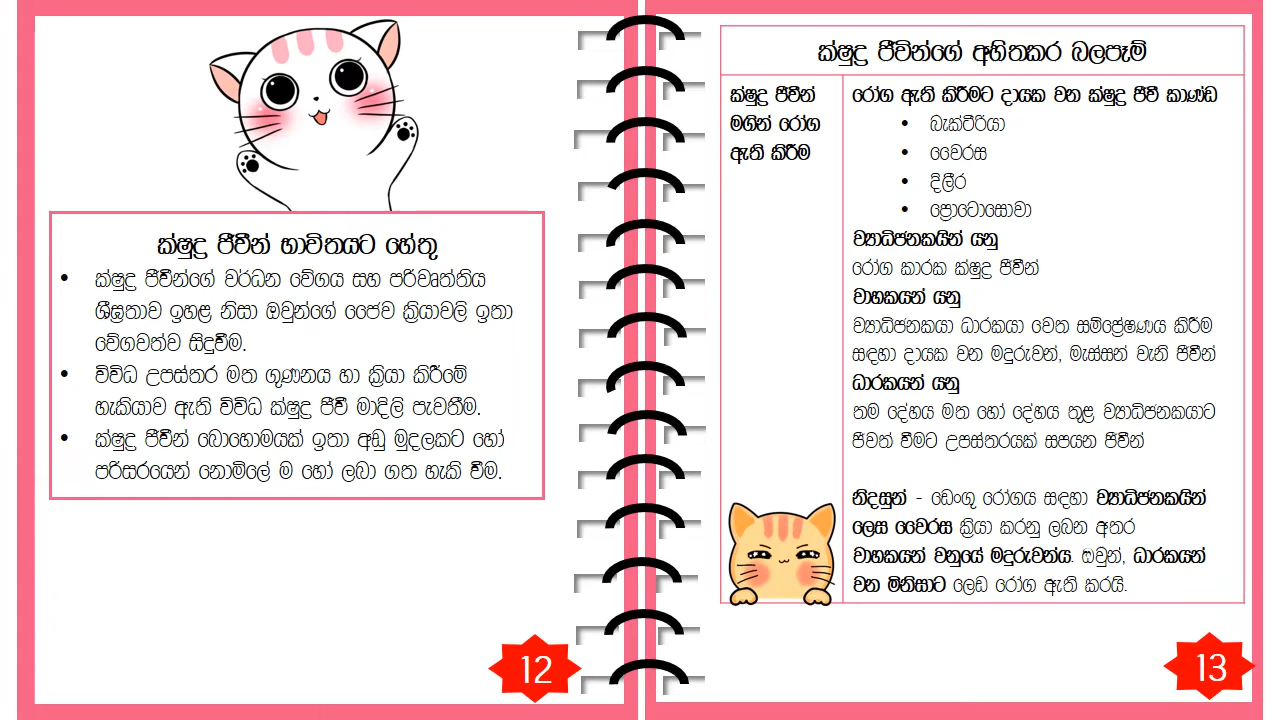 ක්ෂුද්‍ර ජීවීන් භාවිතයට හේතු
• ක්ෂුද්‍ර ජීවීන්ගේ වර්ධන වේගය සහ පරිවෘත්තිය
ශීඝ්‍රතාව ඉහළ නිසා ඔවුන්ගේ ජෛව ක්‍රියාවලි ඉතා
වේගවත්ව සිදුවීම.
• විවිධ උපස්තර මත ගුණනය හා ක්‍රියා කිරීමේ
හැකියාව ඇති විවිධ ක්ෂුද්‍ර ජීවී මාදිලි පැවතීම.
• ක්ෂුද්‍ර ජීවීන් බොහොමයක් ඉතා අඩු මුදලකට හෝ
පරිසරයෙන් නොමිලේ ම හෝ ලබා ගත හැකි වීම.
12
ක්ෂුද්‍ර ජීවීන්ගේ අහිතකර බලපෑම්
ක්ෂුද්‍ර ජීවීන්
මගින් රෝග
ඇති කිරීම
රෝග ඇති කිරීමට දායක වන ක්ෂුද්‍ර ජීවී කාණ්ඩ
• බැක්ටීරියා
• වෛරස
• දිලීර
• ප්‍රොටොසොවා
ව්‍යාධිජනකයින් යනු
රෝග කාරක ක්ෂුද්‍ර ජීවීන්
වාහකයන් යනු
ව්‍යාධිජනකයා ධාරකයා වෙත සම්ප්‍රේෂණය කිරීම
සඳහා දායක වන මදුරුවන්, මැස්සන් වැනි ජීවීන්
ධාරකයන් යනු
තම දේහය මත හෝ දේහය තුළ ව්‍යාධිජනකයාට
ජීවත් වීමට උපස්තරයක් සපයන ජීවීන්
නිදසුන් - ඩෙංගු රෝගය සඳහා ව්‍යාධිජනකයින්
ලෙස වෛරස ක්‍රියා කරනු ලබන අතර
වාහකයන් වනුයේ මදුරුවන්ය. ඔවුන්, ධාරකයන්
වන මිනිසාට ලෙඩ රෝග ඇති කරයි.
13